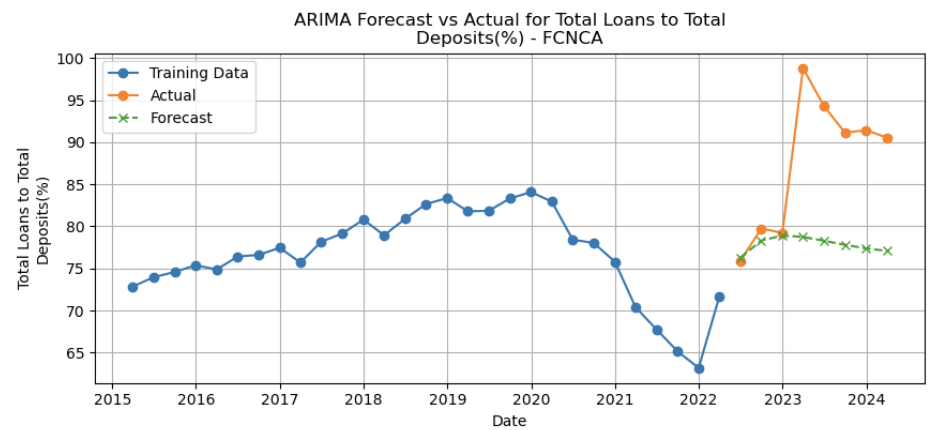 ARIMA Forecast vs Actual for Total Loans to Total
Deposits(%) - FCNCA
Training Data
Actual
Forecast
Total Loans to Total
Deposits(%)
100
95
90
85
80
75
70
65
2015 2016 2017 2018 2019 2020 2021 2022 2023 2024
Date